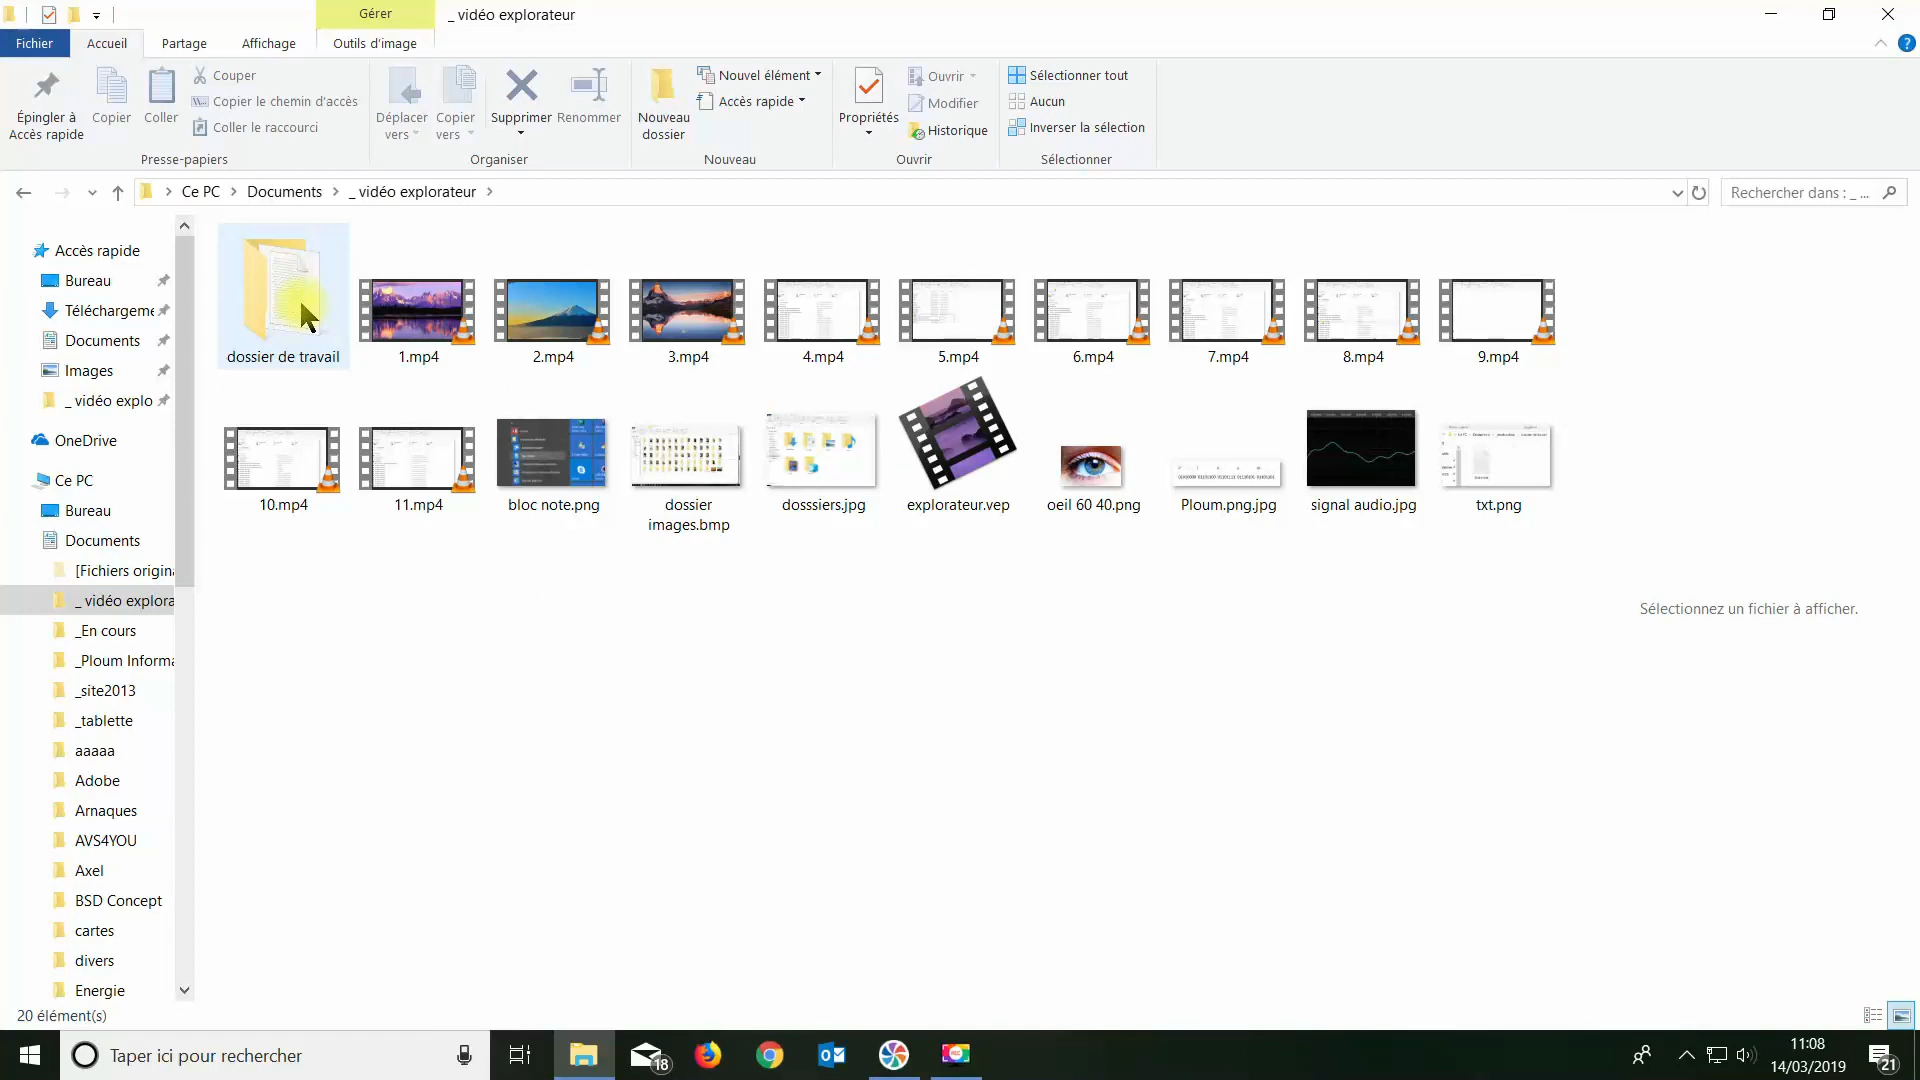 Gérer
_ vidéo explorateur
Fichier
Accueil
Partage
Affichage
Outils d'image
Épingler à
Accès rapide
Copier
Coller
Couper
Copier le chemin d'accès
Coller le raccourci
Presse-papiers
Déplacer
vers
Copier
vers
Supprimer
Renommer
Organiser
Nouveau
dossier
Nouvel élément
Accès rapide
Nouveau
Propriétés
Ouvrir
Modifier
Historique
Ouvrir
Sélectionner tout
Aucun
Inverser la sélection
Sélectionner
Ce PC
Documents
_ vidéo explorateur
Rechercher dans : _ ...
Accès rapide
Bureau
Téléchargeme
Documents
Images
_ vidéo explo
OneDrive
Ce PC
Bureau
Documents
[Fichiers origina
_ vidéo explora
_En cours
_Ploum Informa
_site2013
_tablette
aaaaa
Adobe
Arnaques
AVS4YOU
Axel
BSD Concept
cartes
divers
Energie
dossier de travail
1.mp4
2.mp4
3.mp4
4.mp4
5.mp4
6.mp4
7.mp4
8.mp4
9.mp4
10.mp4
11.mp4
bloc note.png
dossier
images.bmp
dosssiers.jpg
explorateur.vep
oeil 60 40.png
Ploum.png.jpg
signal audio.jpg
txt.png
Sélectionnez un fichier à afficher.
20 élément(s)
Taper ici pour rechercher
18
11:08
14/03/2019
21